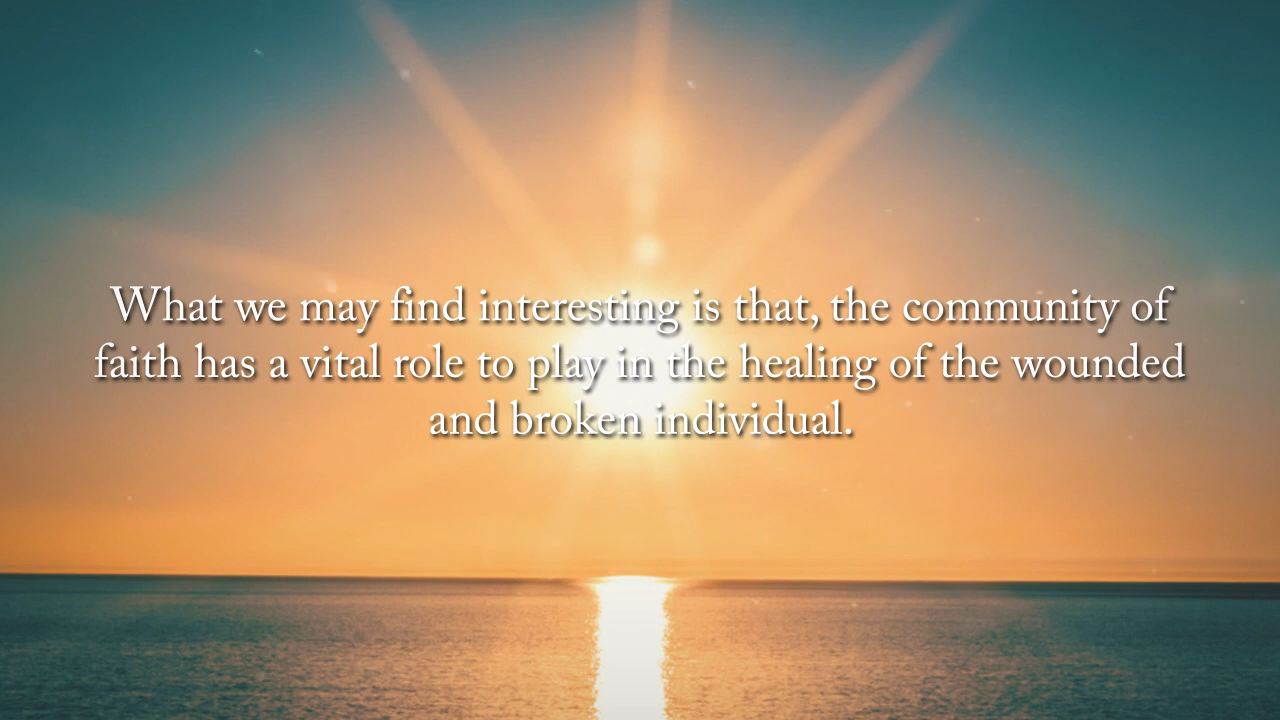 What we may find interesting is that, the community of
faith has a vital role to play in the healing of the wounded
and broken individual.